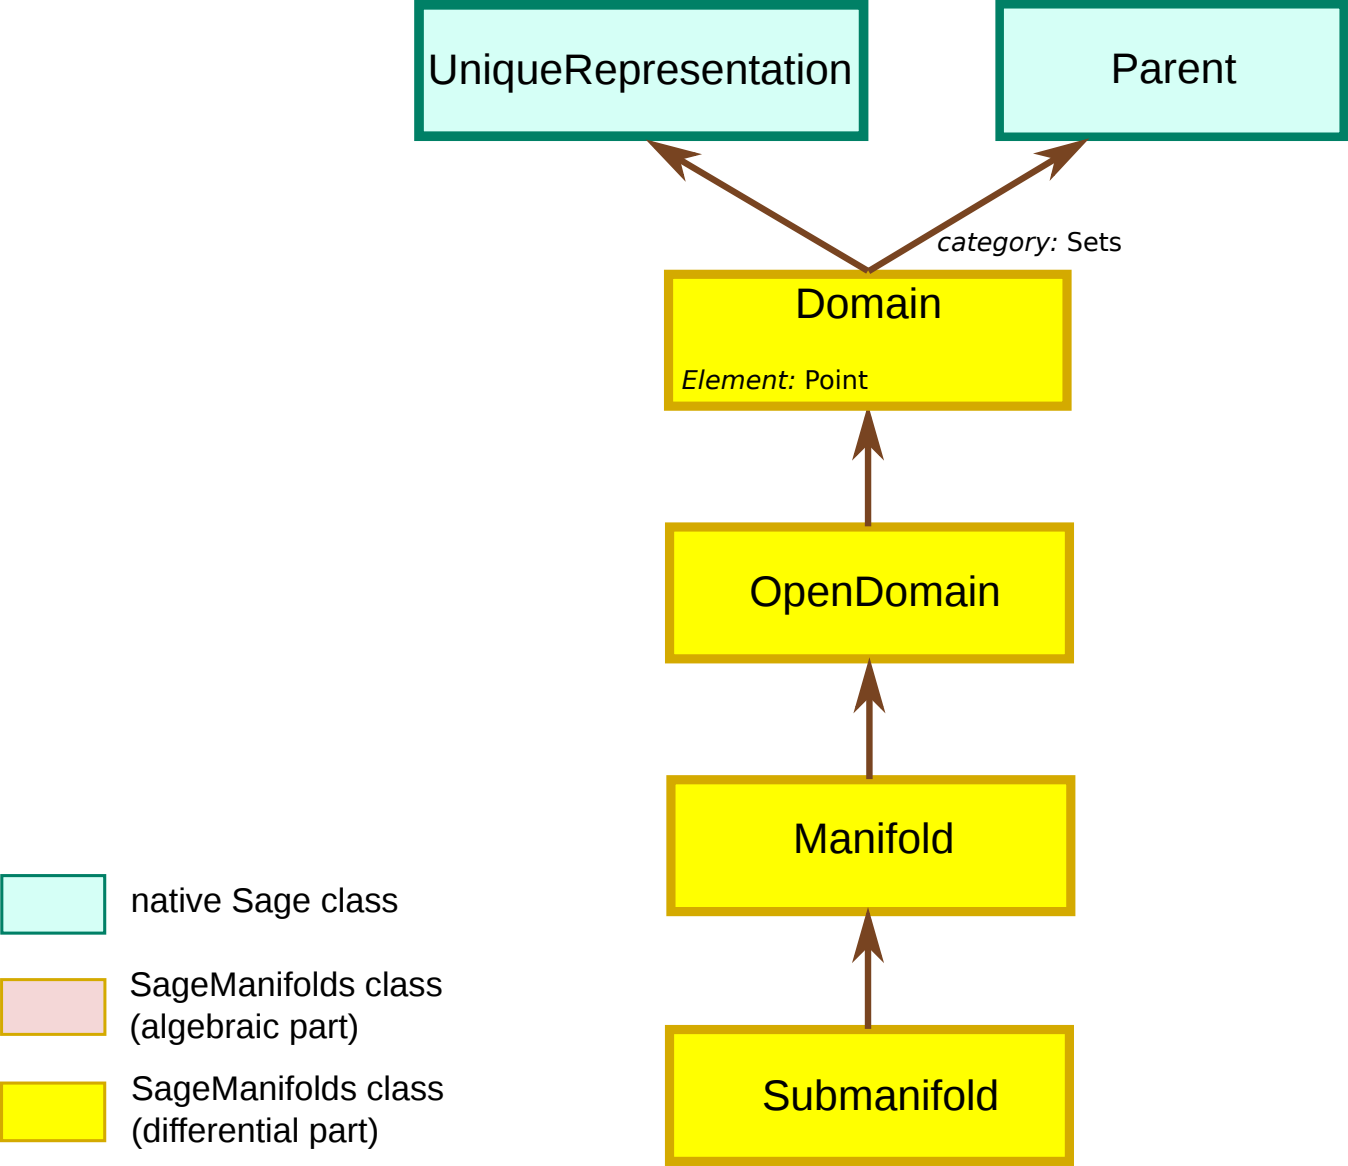 UniqueRepresentation
Parent
category: Sets
Domain
Element: Point
OpenDomain
Manifold
Submanifold
native Sage class
SageManifolds class
(algebraic part)
SageManifolds class
(differential part)